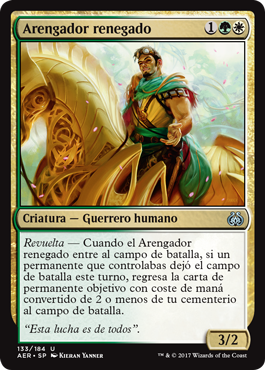 Arengador renegado 1
Criatura — Guerrero humano
Revuelta — Cuando el Arengador
renegado entre al campo de batalla, si un
permanente que controlabas dejó el campo
de batalla este turno, regresa la carta de
permanente objetivo con coste de maná
convertido de 2 o menos de tu cementerio
al campo de batalla.
“Esta lucha es de todos”.
3/2
133/184 U
AER • SP KIERAN YANNER
™ & © 2017 Wizards of the Coast